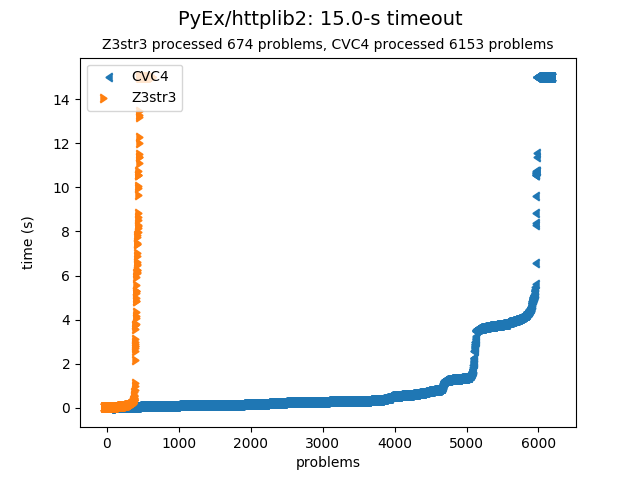 PyEx/httplib2: 15.0-s timeout
Z3str3 processed 674 problems, CVC4 processed 6153 problems
CVC4
Z3str3
14
12
10
8
6
4
2
0
time (s)
0 1000 2000 3000 4000 5000 6000
problems